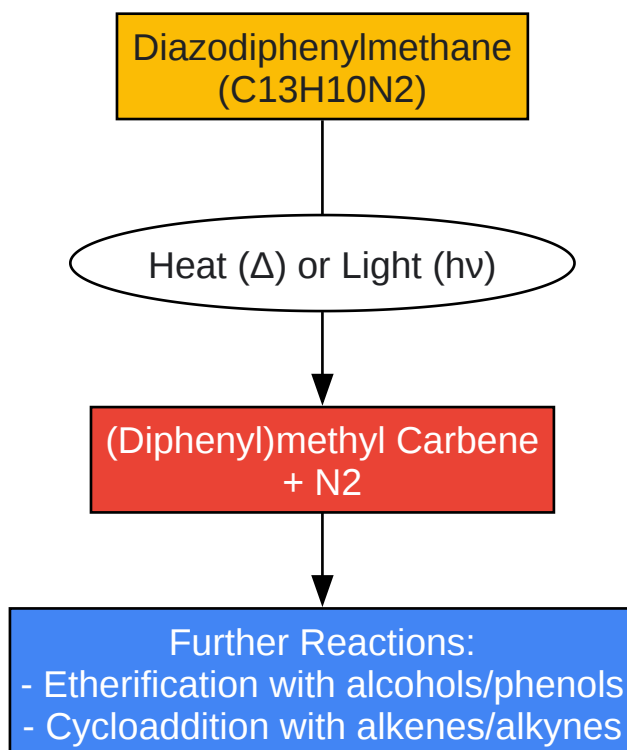 Diazodiphenylmethane
(C13H10N2)
Heat (Δ) or Light (hν)
(Diphenyl)methyl Carbene
+ N2
Further Reactions:
- Etherification with alcohols/phenols
- Cycloaddition with alkenes/alkynes